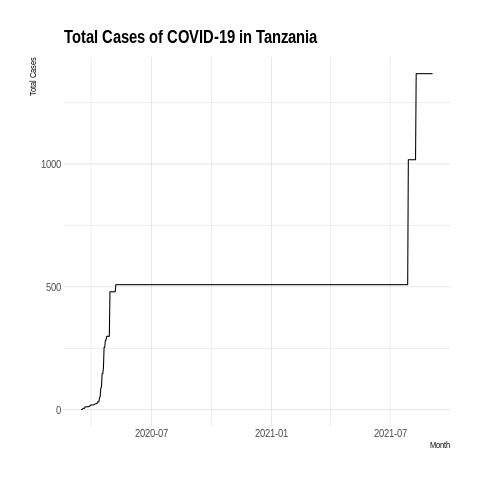 Total Cases of COVID-19 in Tanzania
Total Cases
1000
500
0
2020-07
2021-01
2021-07
Month